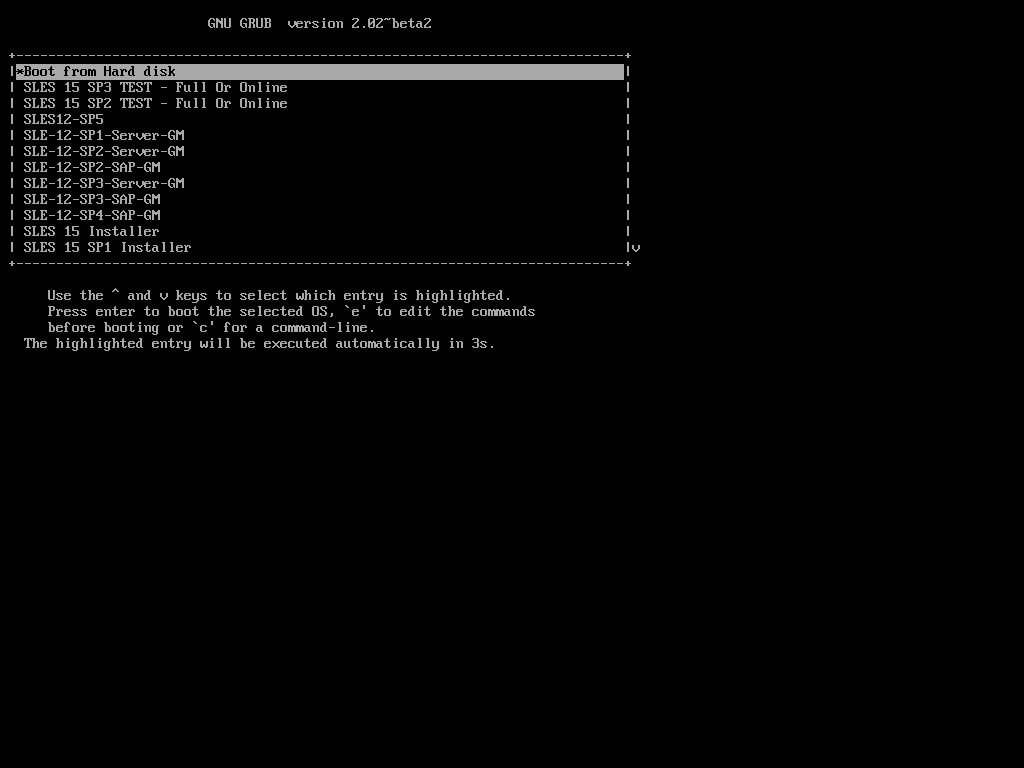 GNU GRUB  version 2.02~beta2
+----------------------------------------------------------------------------+
|*Boot from Hard disk                                                        |
| SLES 15 SP3 TEST - Full Or Online                                          |
| SLES 15 SP2 TEST - Full Or Online                                          |
| SLES12-SP5                                                                 |
| SLE-12-SP1-Server-GM                                                       |
| SLE-12-SP2-Server-GM                                                       |
| SLE-12-SP2-SAP-GM                                                          |
| SLE-12-SP3-Server-GM                                                       |
| SLE-12-SP3-SAP-GM                                                          |
| SLE-12-SP4-SAP-GM                                                          |
| SLES 15 Installer                                                          |
| SLES 15 SP1 Installer                                                      |v
+----------------------------------------------------------------------------+
Use the ^ and v keys to select which entry is highlighted.
Press enter to boot the selected OS, `e' to edit the commands
before booting or `c' for a command-line.
The highlighted entry will be executed automatically in 3s.